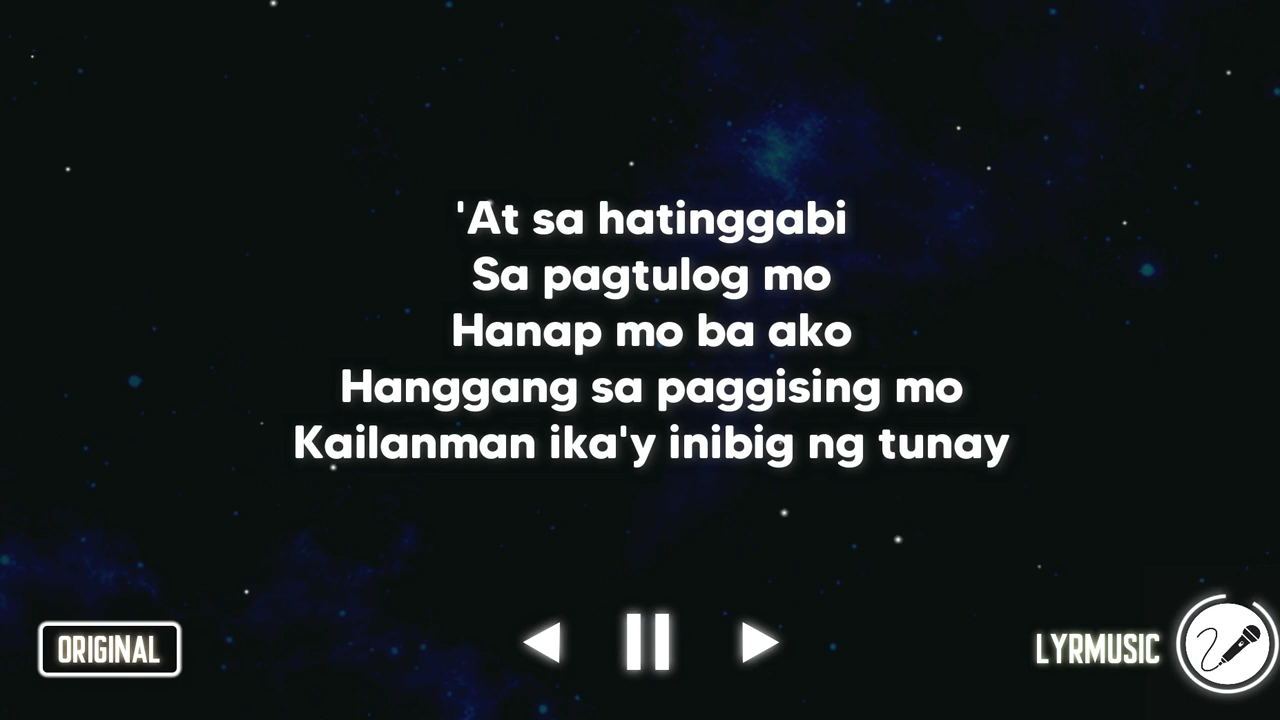 'At sa hatinggabi
Sa pagtulog mo
Hanap mo ba ako
Hanggang sa paggising mo
Kailanman ika'y inibig ng tunay
ORIGINAL
LYRMUSIC